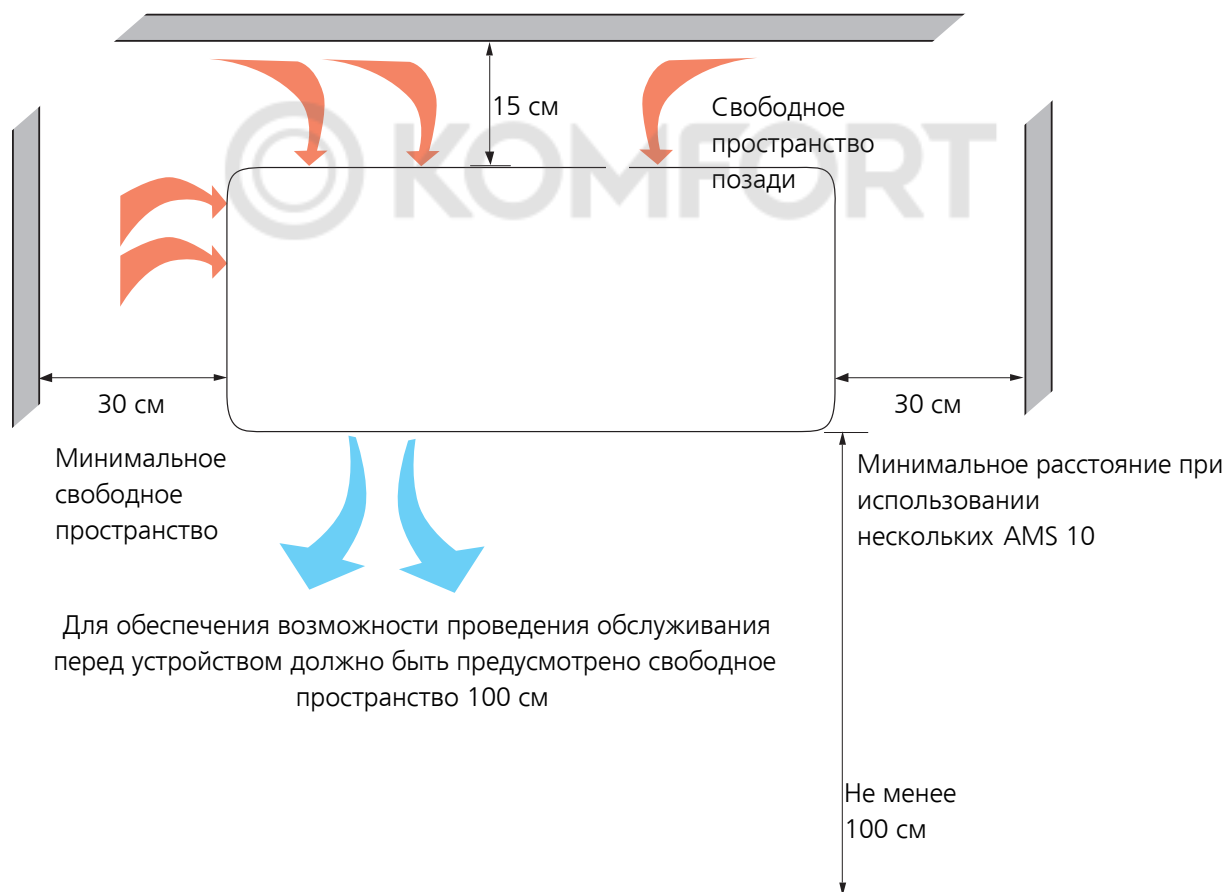 15 см
Свободное
пространство
позади
© KOMFORT
30 см
30 см
Минимальное
свободное
пространство
Минимальное расстояние при
использовании
нескольких AMS 10
Для обеспечения возможности проведения обслуживания
перед устройством должно быть предусмотрено свободное
пространство 100 см
Не менее
100 см